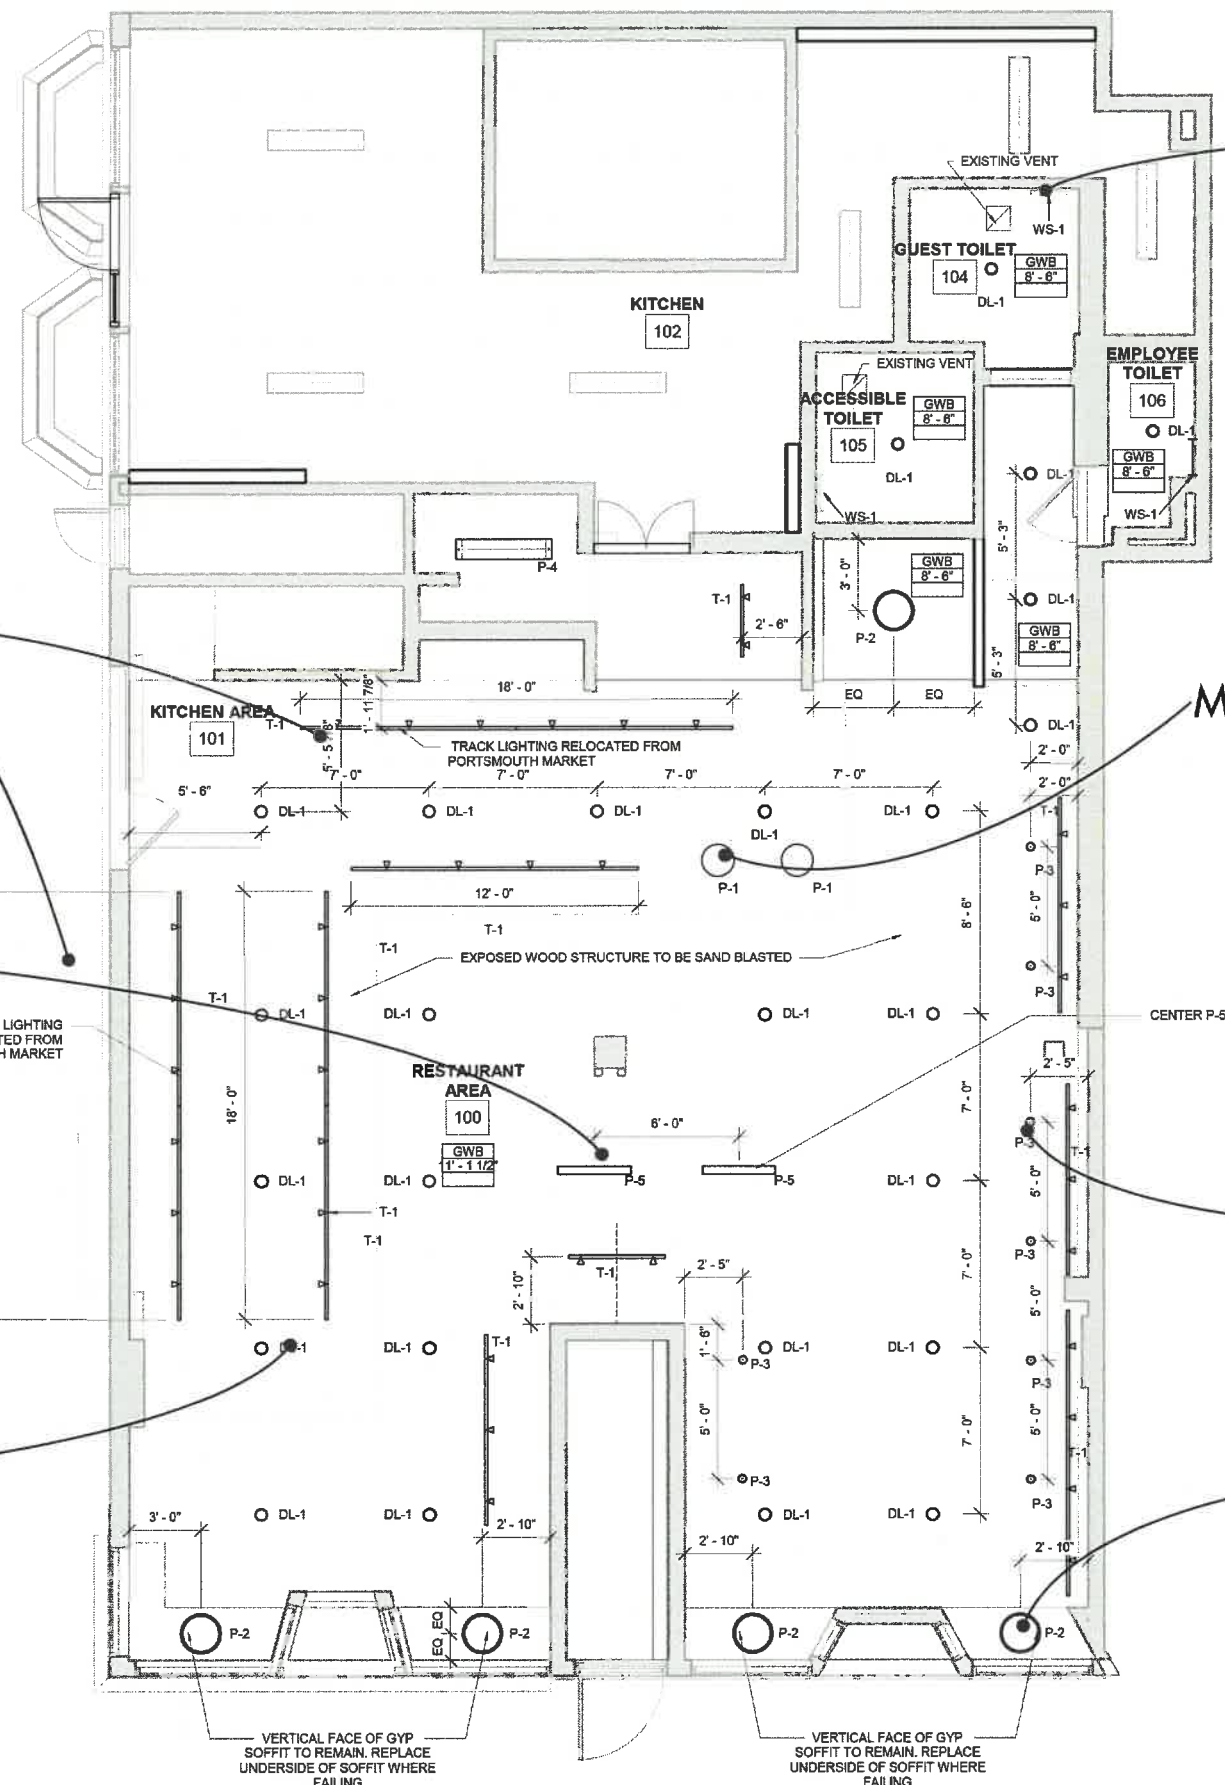 EXISTING VENT
WS-1
GUEST TOILET
104
GWB
8' - 6"
DL-1
KITCHEN
102
EXISTING VENT
ACCESSIBLE
TOILET
105
GWB
8' - 6"
DL-1
WS-1
EMPLOYEE
TOILET
106
DL-1
GWB
8' - 6"
WS-1
DL-1
5' - 3"
P-4
3' - 0"
GWB
8' - 6"
T-1
2' - 6"
P-2
DL-1
GWB
8' - 6"
5' - 3"
EQ
EQ
DL-1
2' - 0"
M
18' - 0"
1' - 11 7/8"
KITCHEN AREA
101
T-1
5' - 5 7/8"
TRACK LIGHTING RELOCATED FROM
PORTSMOUTH MARKET
5' - 6"
7' - 0"
7' - 0"
7' - 0"
7' - 0"
2' - 0"
DL-1
DL-1
DL-1
DL-1
DL-1
T-1
P-3
P-1
P-1
12' - 0"
T-1
8' - 6"
5' - 0"
T-1
EXPOSED WOOD STRUCTURE TO BE SAND BLASTED
P-3
T-1
DL-1
DL-1
DL-1
DL-1
CENTER P-5
LIGHTING
TED FROM
H MARKET
18' - 0"
RESTAURANT
AREA
100
GWB
1' - 1 1/2"
6' - 0"
7' - 0"
2' - 5"
P-3
T-1
5' - 0"
DL-1
DL-1
P-5
P-5
DL-1
T-1
T-1
T-1
2' - 10"
2' - 5"
7' - 0"
P-3
5' - 0"
DL-1
DL-1
T-1
1' - 6"
P-3
DL-1
DL-1
P-3
5' - 0"
7' - 0"
5' - 0"
T-1
P-3
P-3
DL-1
DL-1
DL-1
DL-1
3' - 0"
2' - 10"
2' - 10"
2' - 10"
P-2
EQ
EQ
P-2
P-2
P-2
VERTICAL FACE OF GYP
SOFFIT TO REMAIN. REPLACE
UNDERSIDE OF SOFFIT WHERE
FAILING
VERTICAL FACE OF GYP
SOFFIT TO REMAIN. REPLACE
UNDERSIDE OF SOFFIT WHERE
FAILING